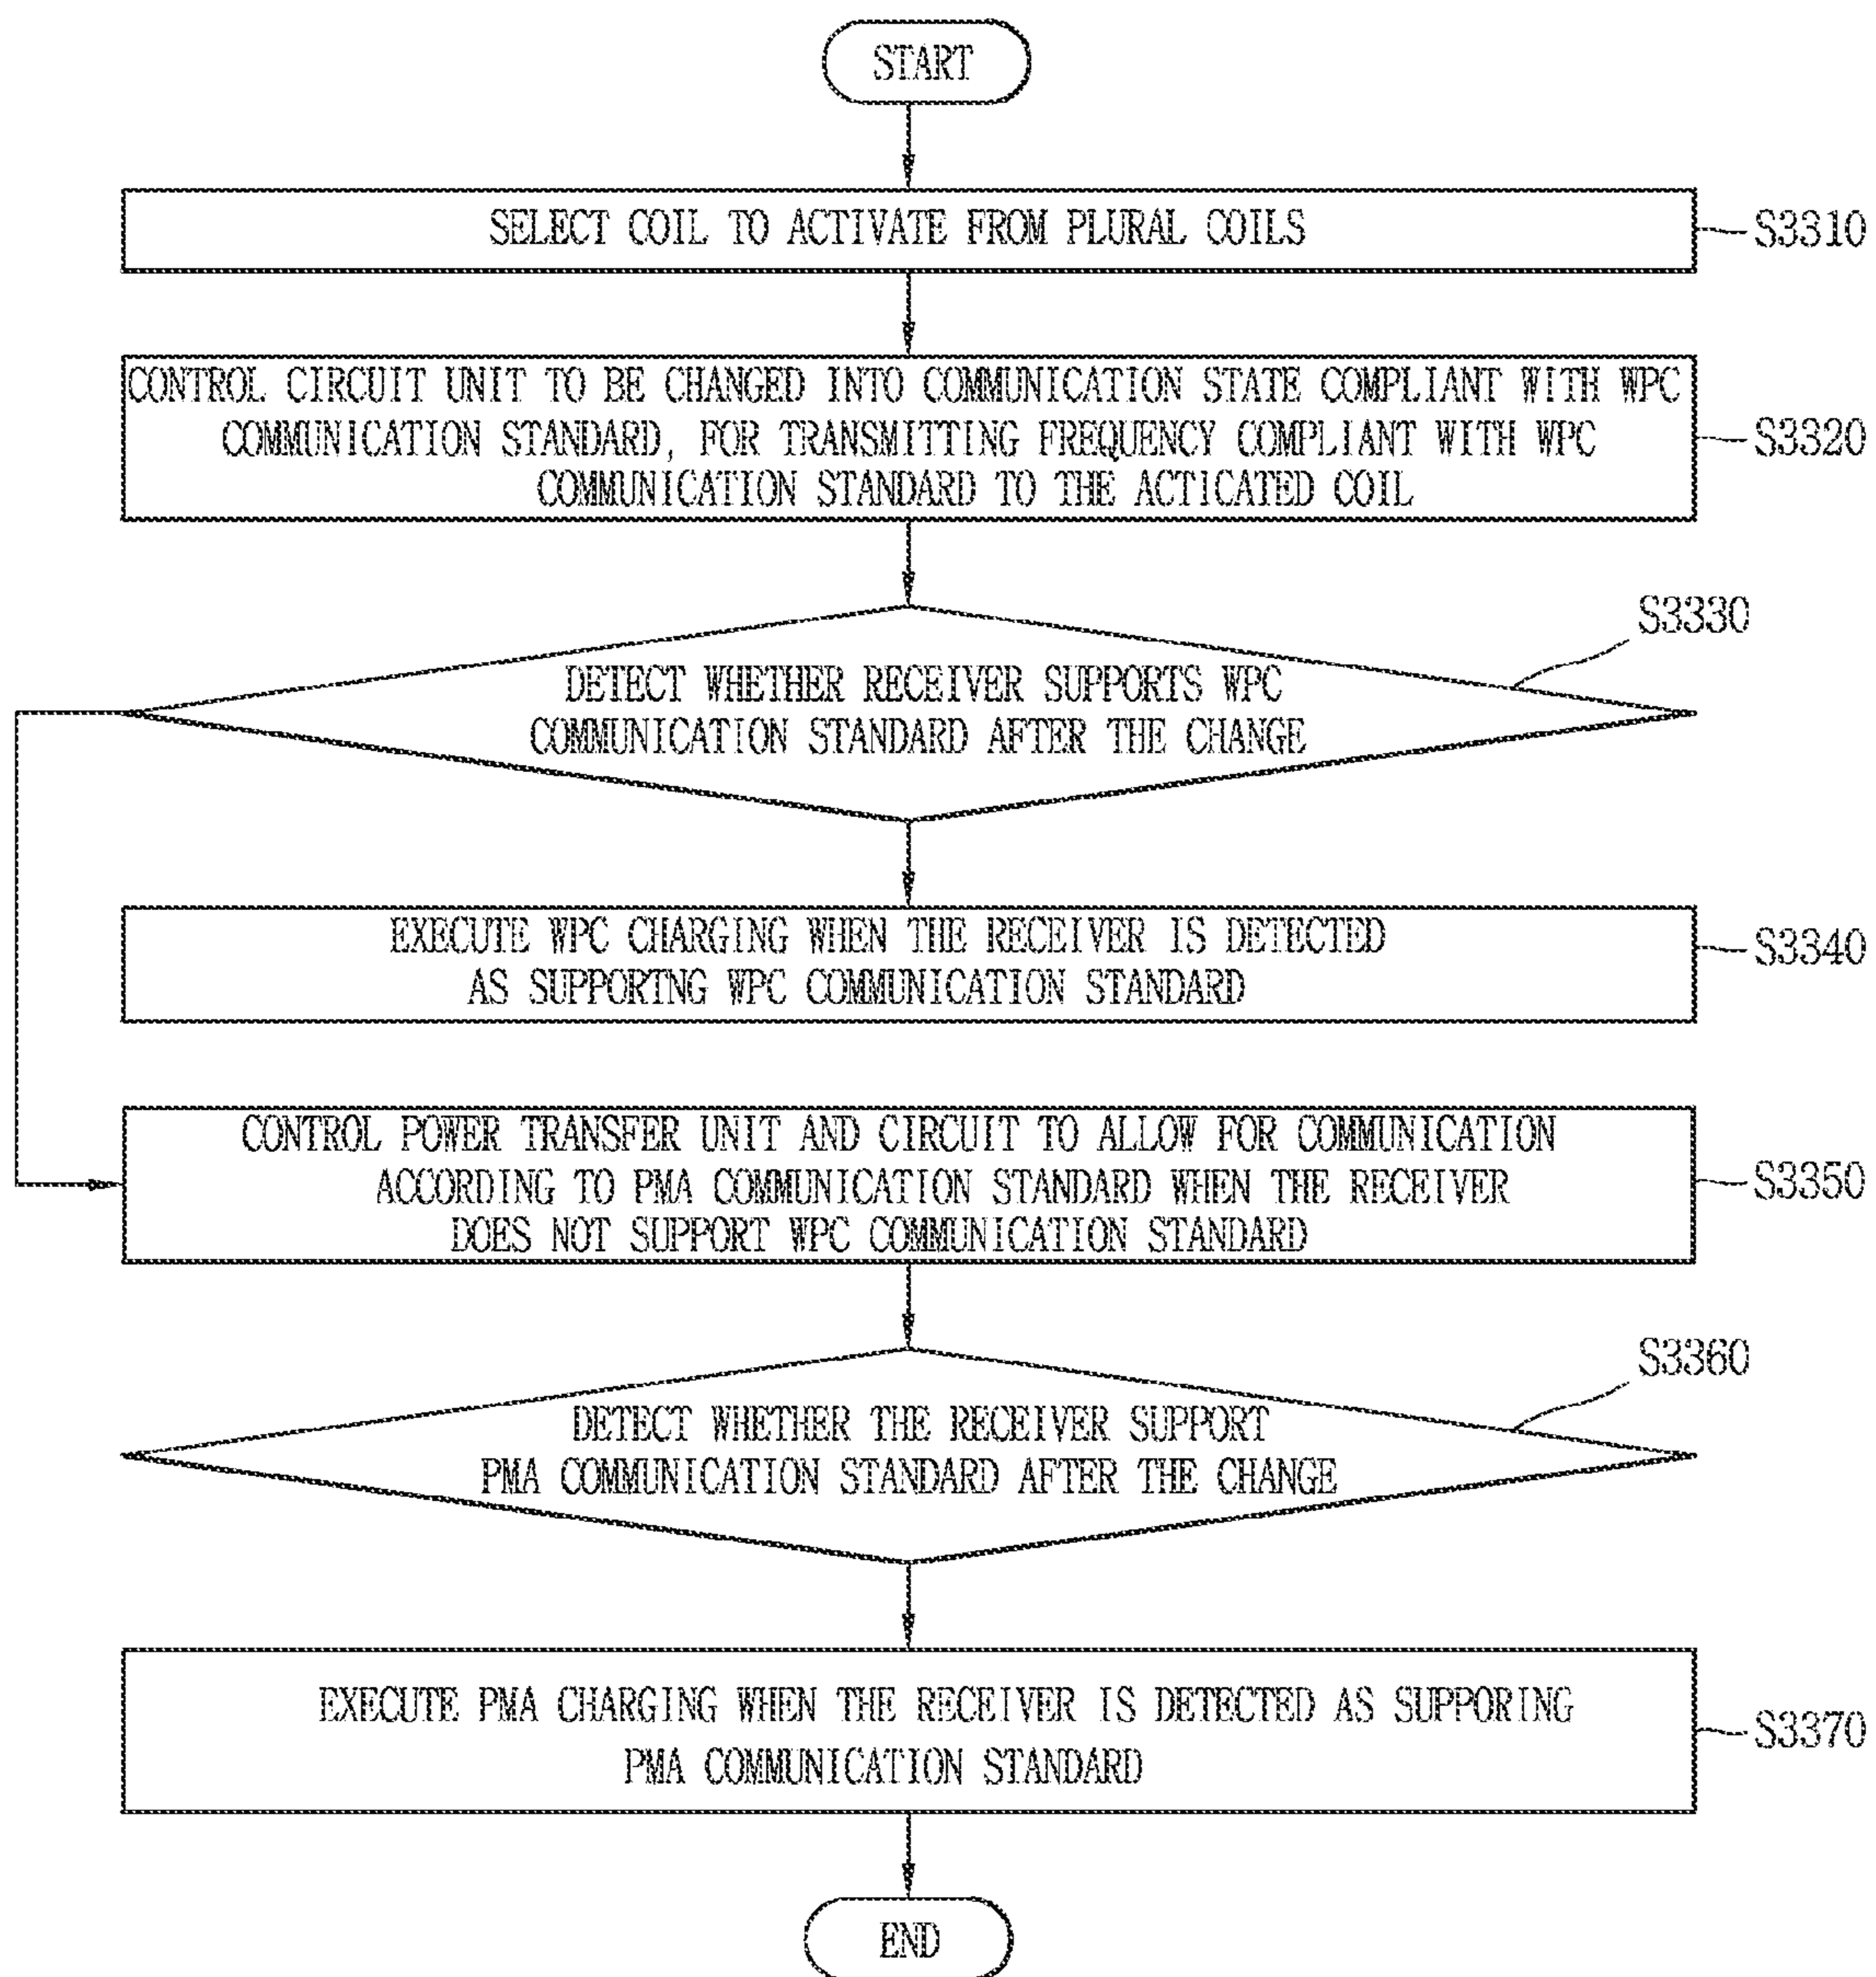 START
SELECT COIL TO ACTIVATE FROM PLURAL COILS
S3310
CONTROL CIRCUIT UNIT TO BE CHANGED INTO COMMUNICATION STATE COMPLIANT WITH WPC
COMMUNICATION STANDARD, FOR TRANSMITTING FREQUENCY COMPLIANT WITH WPC
COMMUNICATION STANDARD TO THE ACTICATED COIL
S3320
S3330
DETECT WHETHER RECEIVER SUPPORTS WPC
COMMUNICATION STANDARD AFTER THE CHANGE
EXECUTE WPC CHARGING WHEN THE RECEIVER IS DETECTED
AS SUPPORTNG WPC COMMUNICATION STANDARD
S3340
CONTROL POWER TRANSFER UNIT AND CIRCUIT TO ALLOW FOR COMMUNICATION
ACCORDING TO PMA COMMUNICATION STANDARD WHEN THE RECEIVER
DOES NOT SUPPORT WPC COMMUNICATION STANDARD
S3350
S3360
DETECT WHETHER THE RECEIVER SUPPORT
PMA COMMUNICATION STANDARD AFTER THE CHANGE
EXECUTE PMA CHARGING WHEN THE RECEIVER IS DETECTED AS SUPPORING
PMA COMMUNICATION STANDARD
S3370
END